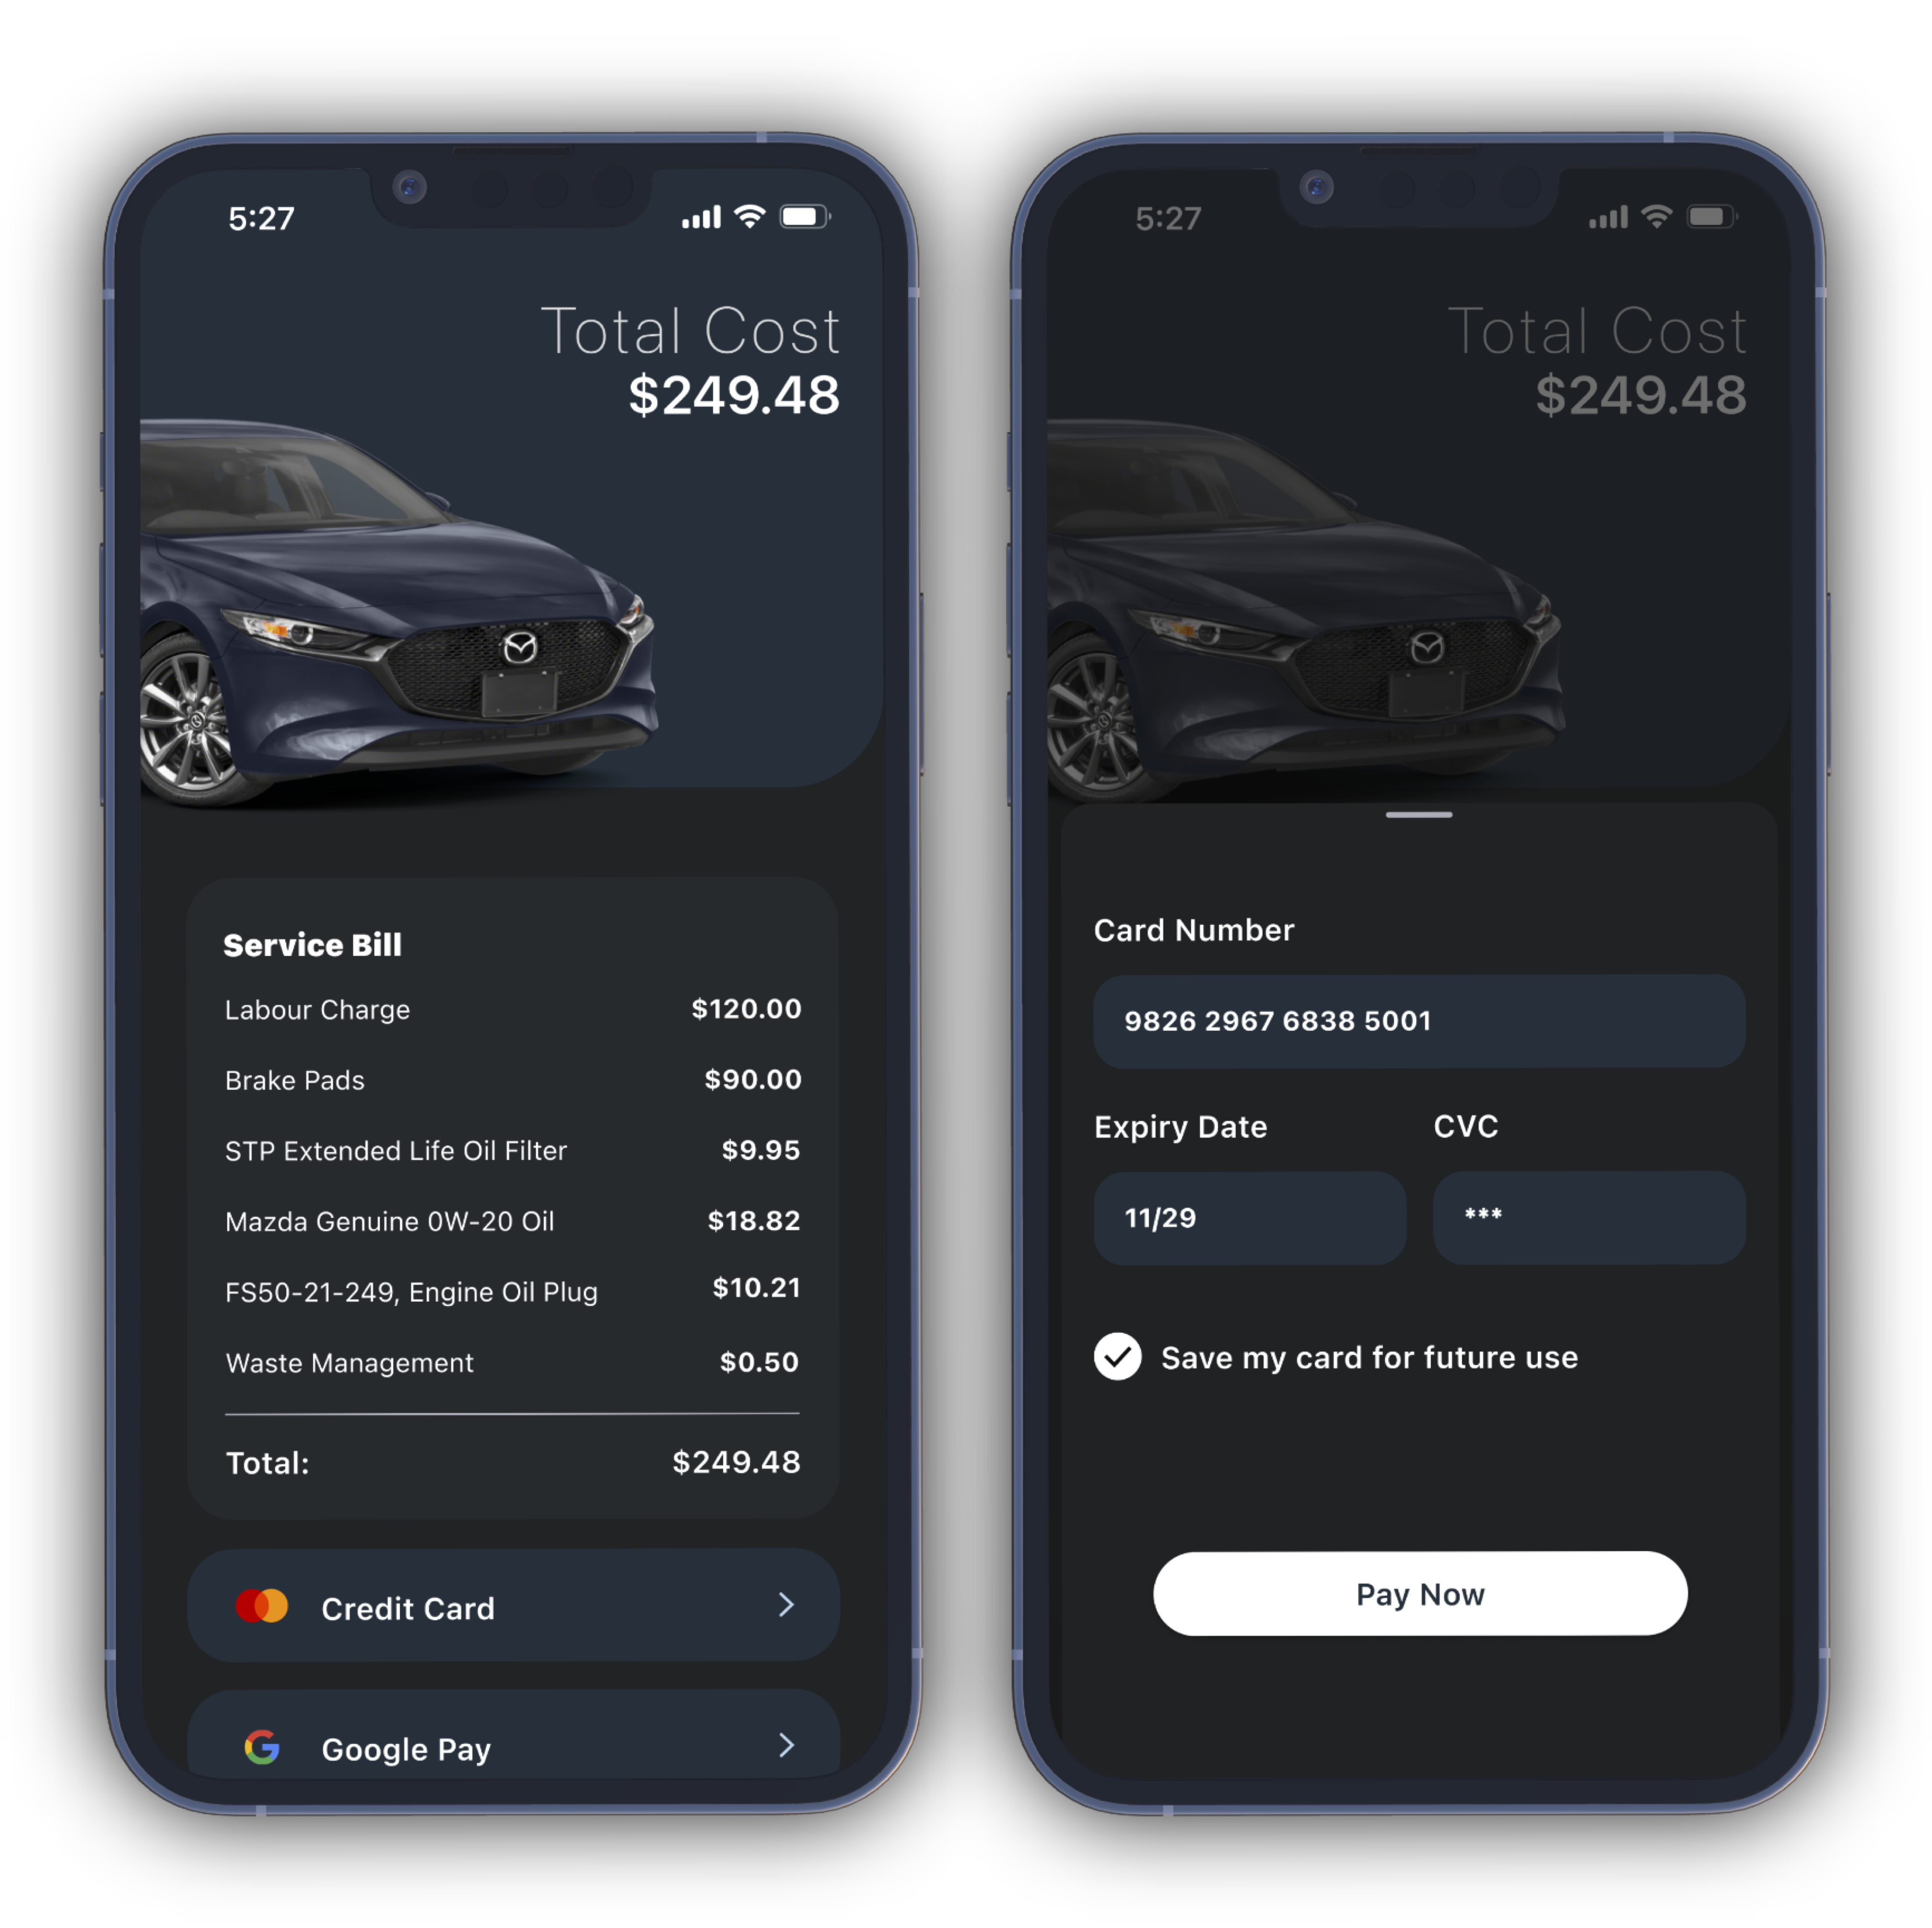 5:27
Total Cost
$249.48
Service Bill
Labour Charge $120.00
Brake Pads $90.00
STP Extended Life Oil Filter $9.95
Mazda Genuine 0W-20 Oil $18.82
FS50-21-249, Engine Oil Plug $10.21
Waste Management $0.50
Total: $249.48
Credit Card
Google Pay
5:27
Total Cost
$249.48
Card Number
9826 2967 6838 5001
Expiry Date CVC
11/29 ***
Save my card for future use
Pay Now